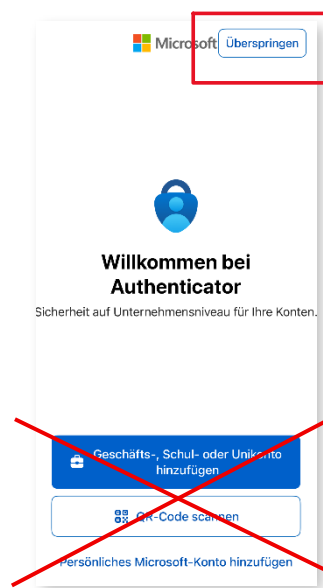 Microsoft Überspringen
Willkommen bei
Authenticator
Sicherheit auf Unternehmensniveau für Ihre Konten.
Geschäfts-, Schul- oder Unikonto
hinzufügen
QR-Code scannen
Persönliches Microsoft-Konto hinzufügen